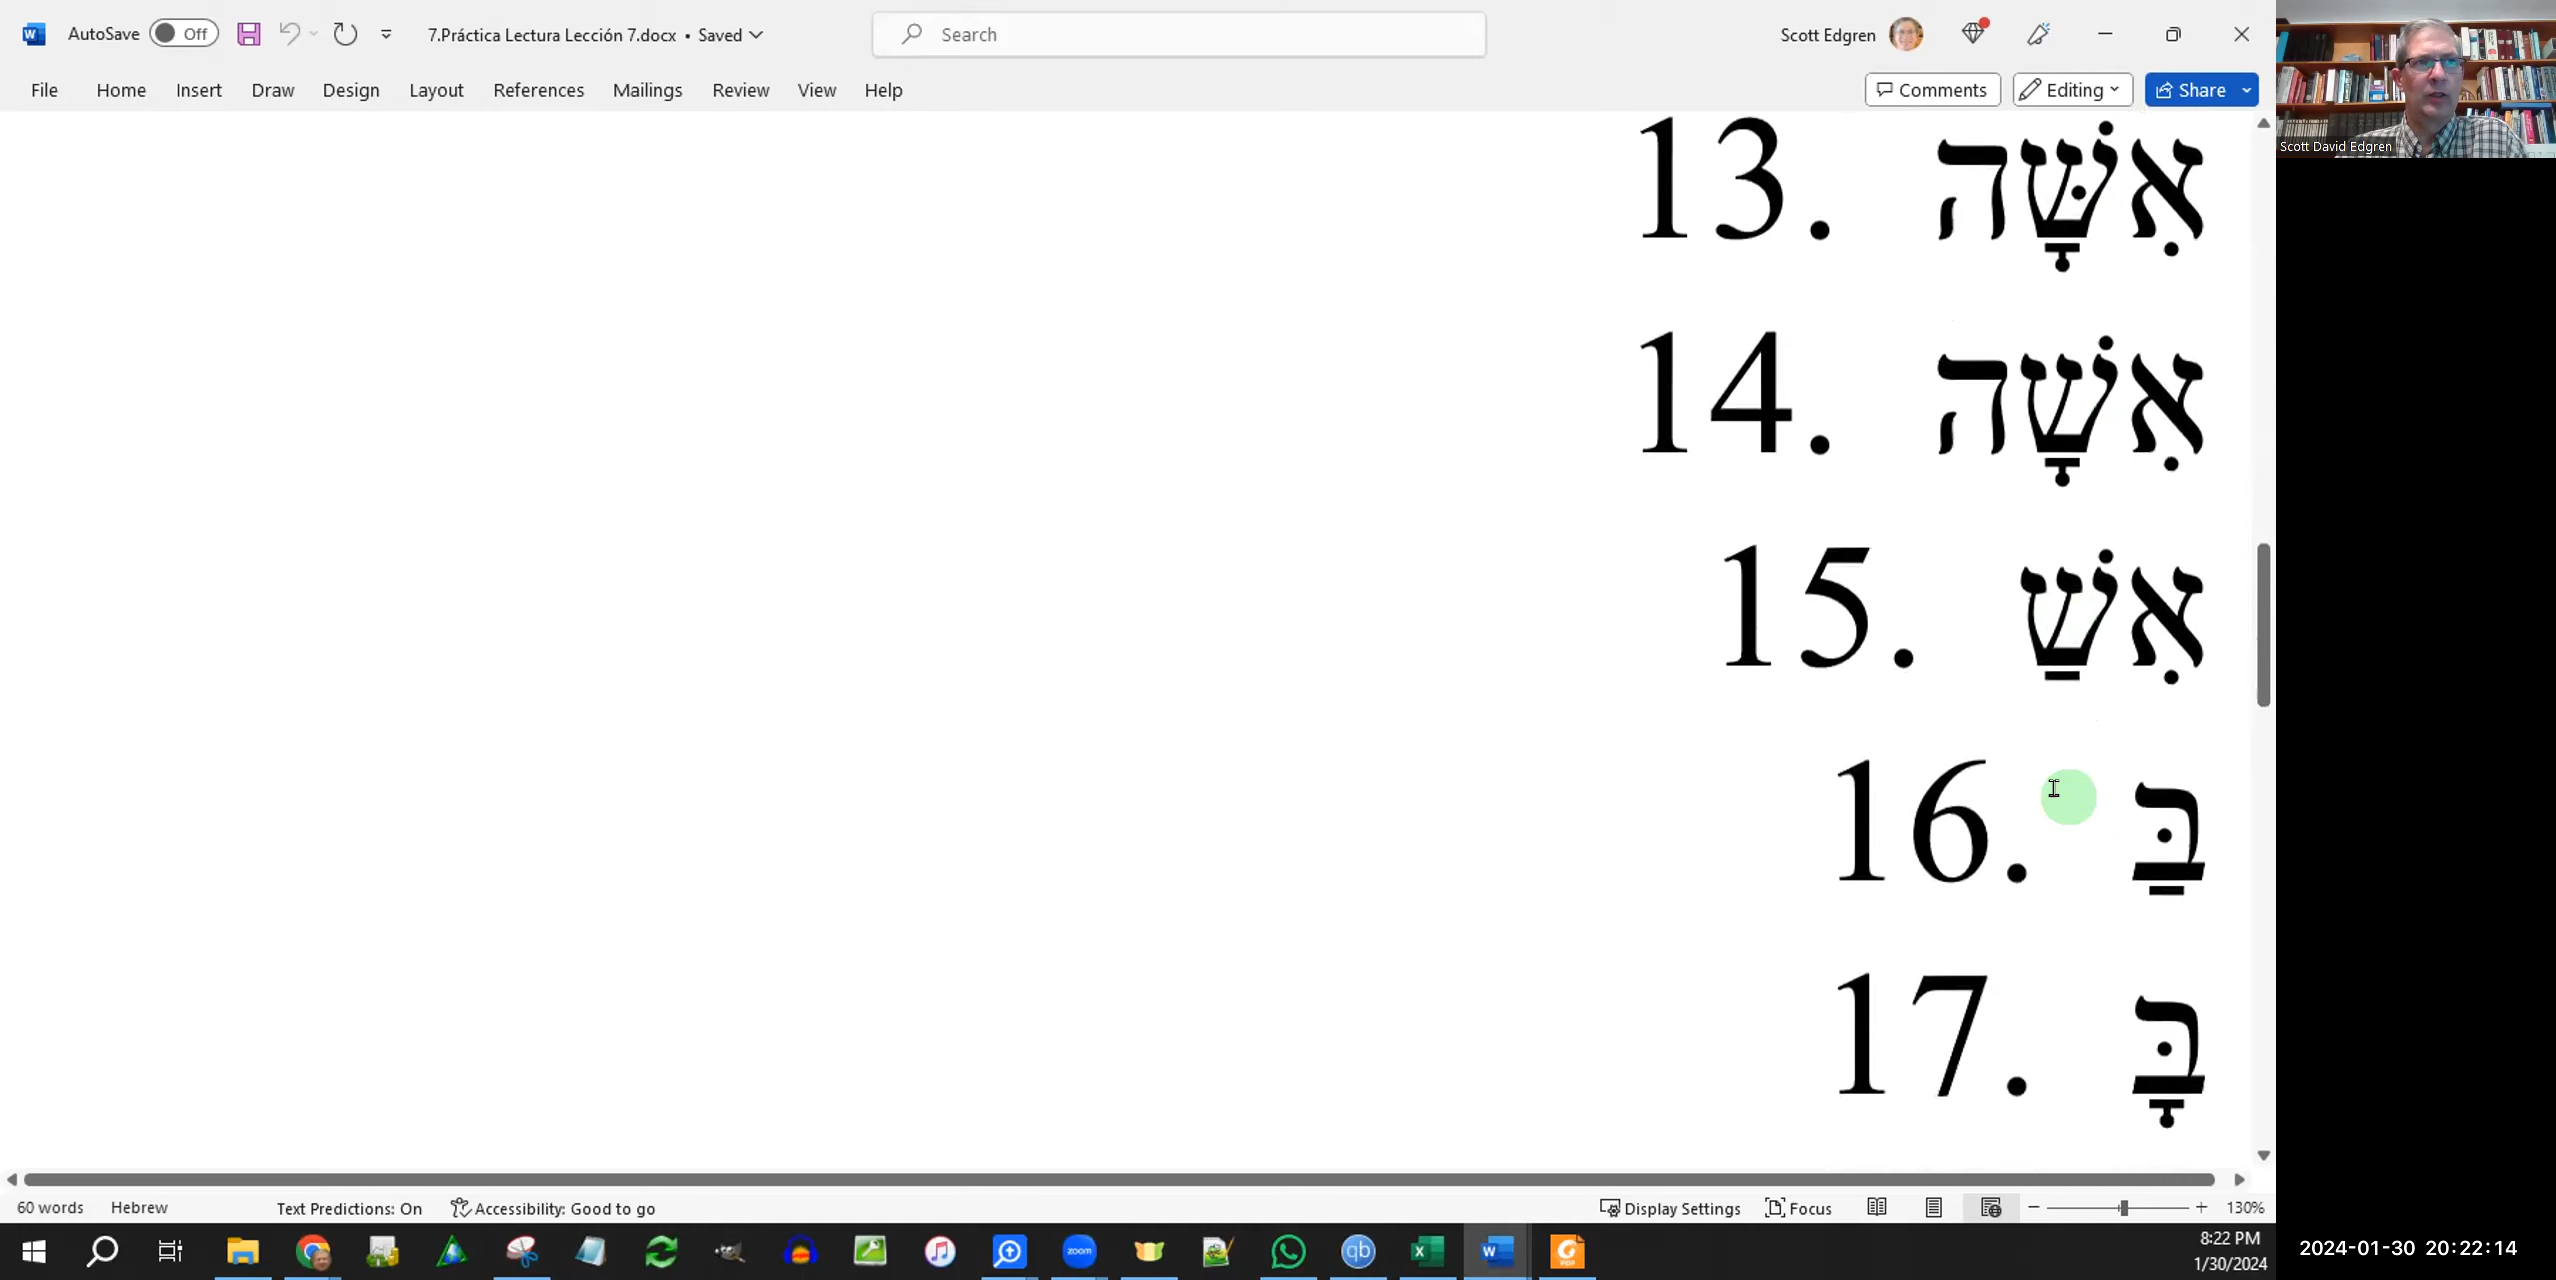 AutoSave Off 7.Práctica Lectura Lección 7.docx • Saved Search Scott Edgren
File Home Insert Draw Design Layout References Mailings Review View Help Comments Editing Share
Scott David Edgren
13. אִשָּׁה
14. אִשָׁה
15. אִשַׁ
16. בַּ
17. בָּ
60 words Hebrew Text Predictions: On Accessibility: Good to go Display Settings Focus 130%
zoom qb
8:22 PM
1/30/2024
2024-01-30 20:22:14